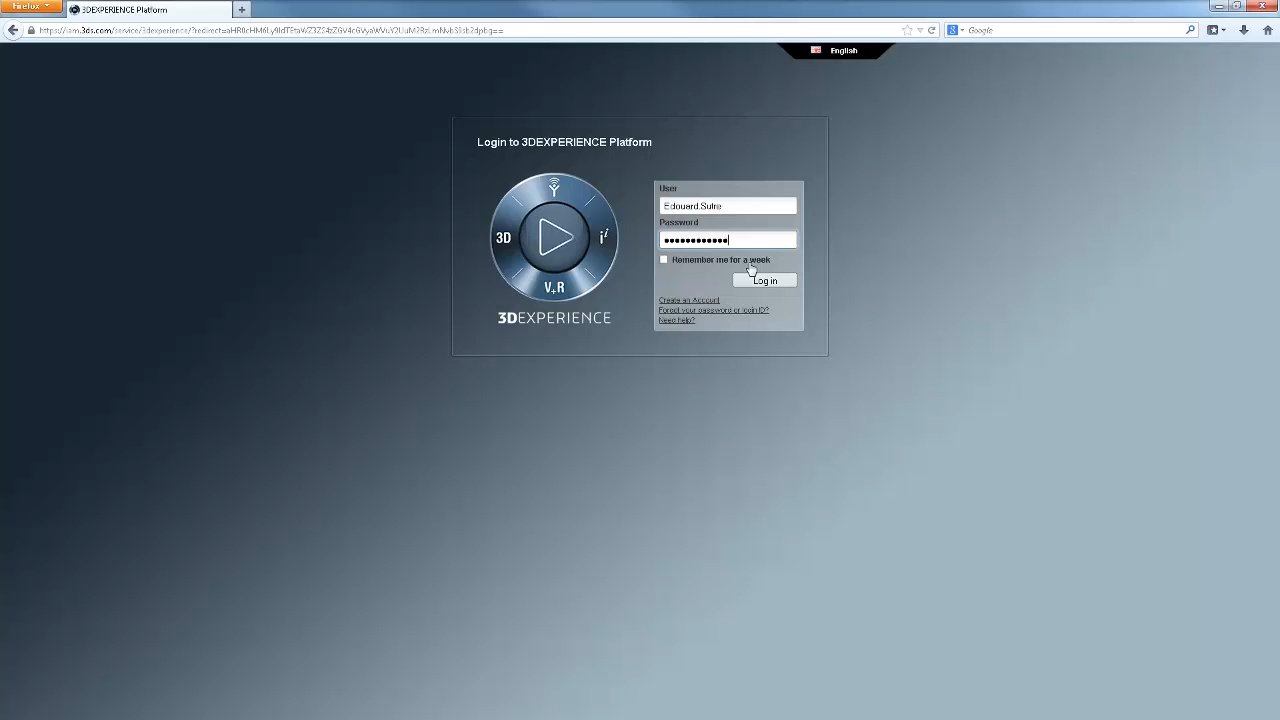 Firefox
3DEXPERIENCE Platform
English
Login to 3DEXPERIENCE Platform
3D
i
V+R
3DEXPERIENCE
User
Edouard.Sutre
Password
Remember me for a week
Log in
Create an Account
Forgot your password or login ID?
Need help?
Google